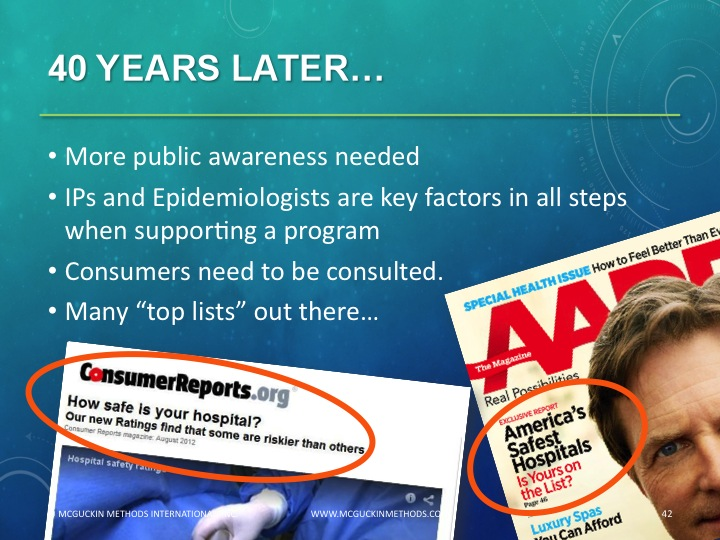 40 YEARS LATER…
• More public awareness needed
• IPs and Epidemiologists are key factors in all steps
when supporting a program
• Consumers need to be consulted.
• Many “top lists” out there…
ConsumerReports.org
How safe is your hospital?
Our new Ratings find that some are riskier than others
Consumer Reports magazine: August 2012
Hospital safety ratings
SPECIAL HEALTH ISSUE How to Feel Better Than Ev
AARP
The Magazine
Real Possibilities
EXCLUSIVE REPORT
America's
Safest
Hospitals
Is Yours on
the List?
Page 46
Luxury Spas
You Can Afford
MCGUCKIN METHODS INTERNATIONAL
WWW.MCGUCKINMETHODS.CO
42